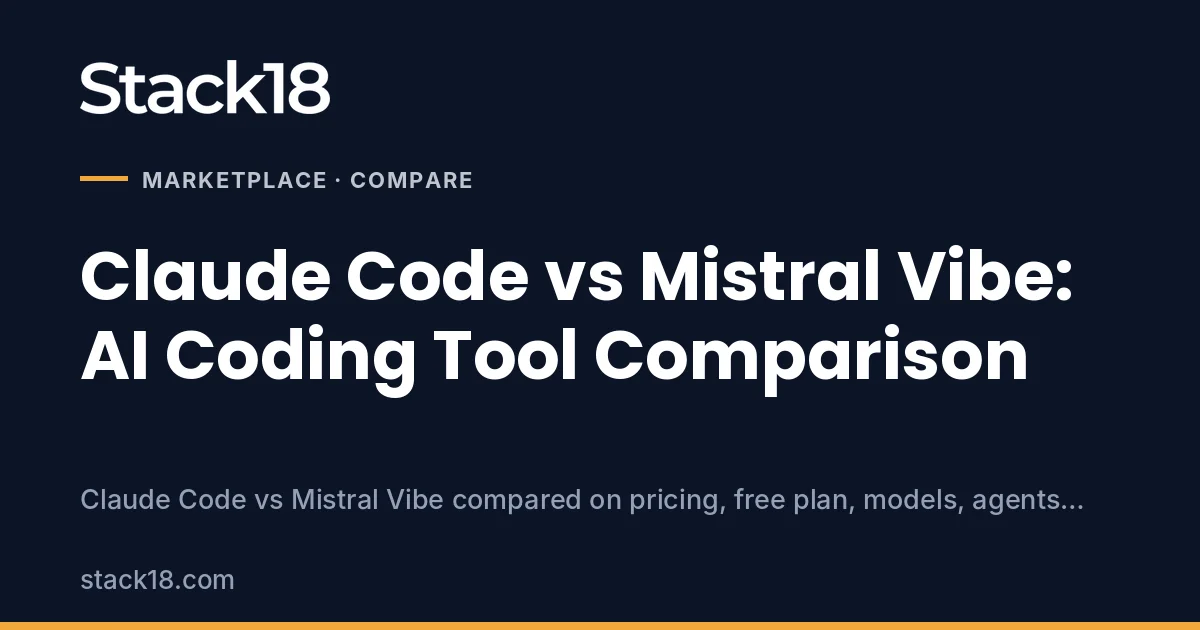 Stack18
MARKETPLACE · COMPARE
Claude Code vs Mistral Vibe:
AI Coding Tool Comparison
Claude Code vs Mistral Vibe compared on pricing, free plan, models, agents...
stack18.com